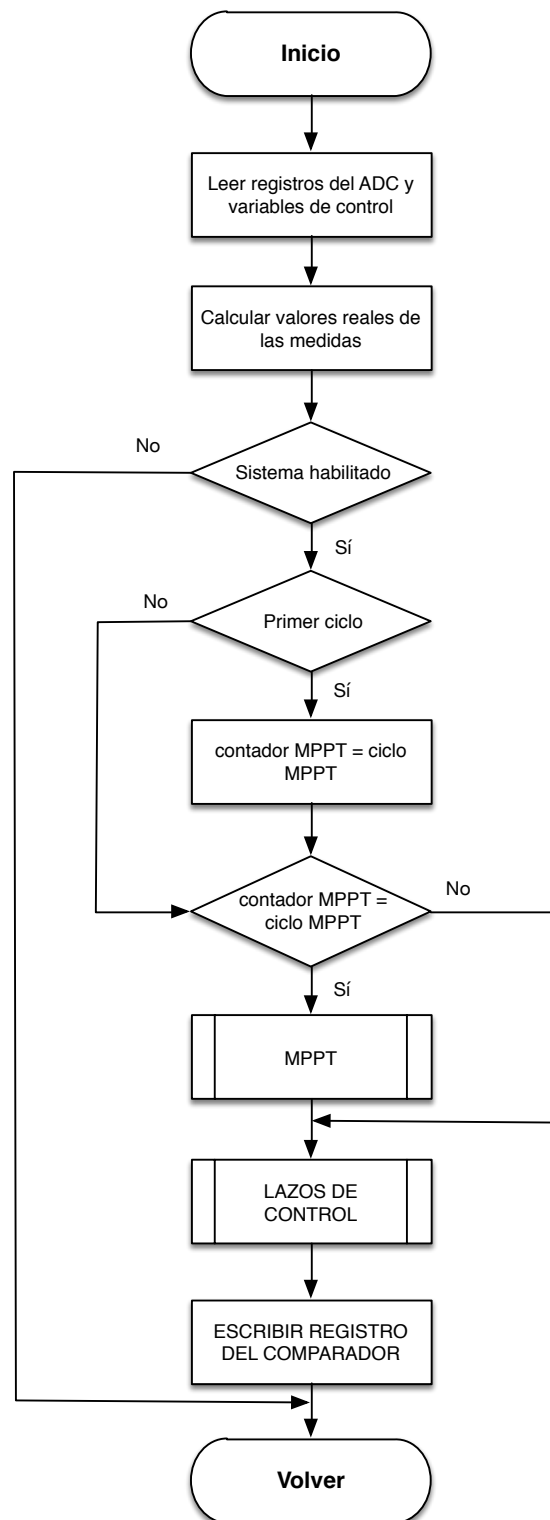 Inicio
Leer registros del ADC y
variables de control
Calcular valores reales de
las medidas
No
Sistema habilitado
Sí
No
Primer ciclo
Sí
contador MPPT = ciclo
MPPT
contador MPPT =
ciclo MPPT
No
Sí
MPPT
LAZOS DE
CONTROL
ESCRIBIR REGISTRO
DEL COMPARADOR
Volver